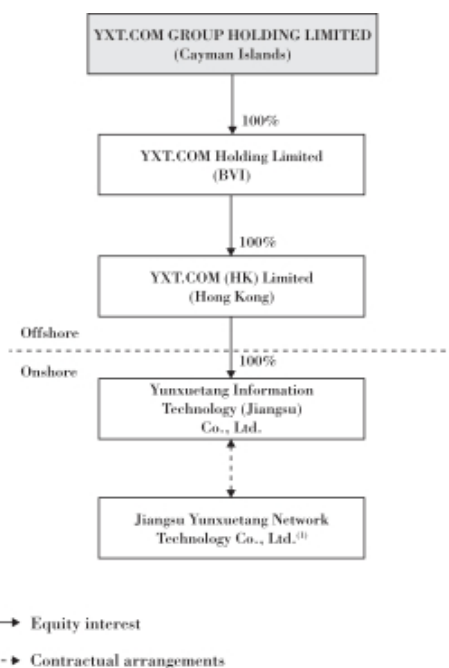 YXT.COM GROUP HOLDING LIMITED
(Cayman Islands)
100%
YXT.COM Holding Limited
(BVI)
100%
YXT.COM (HK) Limited
(Hong Kong)
Offshore
Onshore
100%
Yunxuetang Information
Technology (Jiangsu)
Co., Ltd.
Jiangsu Yunxuetang Network
Technology Co., Ltd.(1)
Equity interest
Contractual arrangements